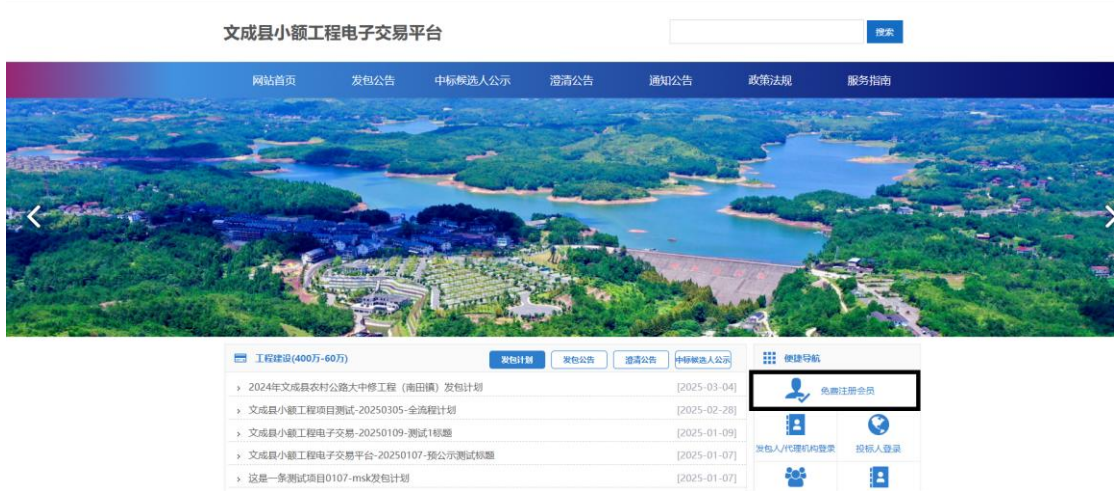 文成县小额工程电子交易平台
搜索
网站首页 发包公告 中标候选人公示 澄清公告 通知公告 政策法规 服务指南
工程建设(400万-60万) 发包计划 发包公告 澄清公告 中标候选人公示
2024年文成县农村公路大中修工程（南田镇）发包计划 [2025-03-04]
文成县小额工程项目测试-20250305-全流程计划 [2025-02-28]
文成县小额工程电子交易-20250109-测试1标题 [2025-01-09]
文成县小额工程电子交易平台-20250107-预公示测试标题 [2025-01-07]
这是一条测试项目0107-msk发包计划 [2025-01-07]
便捷导航
免费注册会员
发包人/代理机构登录 投标人登录